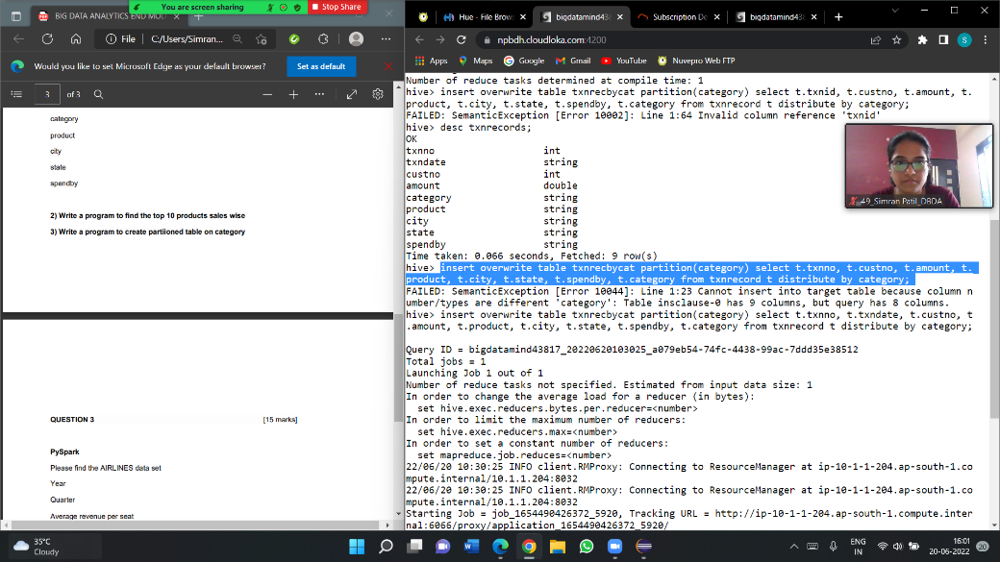 You are screen sharing
Stop Share
BIG DATA ANALYTICS END MOD
File
C:/Users/Simran...
Would you like to set Microsoft Edge as your default browser?
Set as default
3
of 3
category
product
city
state
spendby
2) Write a program to find the top 10 products sales wise
3) Write a program to create partiioned table on category
QUESTION 3
[15 marks]
PySpark
Please find the AIRLINES data set
Year
Quarter
Average revenue per seat
Hue - File Brow
bigdatamind43
Subscription De
bigdatamind438
npbdh.cloudloka.com:4200
Apps
Maps
Google
Gmail
YouTube
Nuvepro Web FTP
Number of reduce tasks determined at compile time: 1
hive> insert overwrite table txnrecbycat partition(category) select t.txnid, t.custno, t.amount, t.
product, t.city, t.state, t.spendby, t.category from txnrecord t distribute by category;
FAILED: SemanticException [Error 10002]: Line 1:64 Invalid column reference 'txnid'
hive> desc txnrecords;
OK
txnno int
txndate string
custno int
amount double
category string
product string
city string
state string
spendby string
Time taken: 0.066 seconds, Fetched: 9 row(s)
hive> insert overwrite table txnrecbycat partition(category) select t.txnno, t.custno, t.amount, t.
product, t.city, t.state, t.spendby, t.category from txnrecord t distribute by category;
FAILED: SemanticException [Error 10044]: Line 1:23 Cannot insert into target table because column n
umber/types are different 'category': Table insclause-0 has 9 columns, but query has 8 columns.
hive> insert overwrite table txnrecbycat partition(category) select t.txnno, t.txndate, t.custno, t
.amount, t.product, t.city, t.state, t.spendby, t.category from txnrecord t distribute by category;
Query ID = bigdatamind43817_20220620103025_a079eb54-74fc-4438-99ac-7ddd35e38512
Total jobs = 1
Launching Job 1 out of 1
Number of reduce tasks not specified. Estimated from input data size: 1
In order to change the average load for a reducer (in bytes):
set hive.exec.reducers.bytes.per.reducer=<number>
In order to limit the maximum number of reducers:
set hive.exec.reducers.max=<number>
In order to set a constant number of reducers:
set mapreduce.job.reduces=<number>
22/06/20 10:30:25 INFO client.RMProxy: Connecting to ResourceManager at ip-10-1-1-204.ap-south-1.co
mpute.internal/10.1.1.204:8032
22/06/20 10:30:25 INFO client.RMProxy: Connecting to ResourceManager at ip-10-1-1-204.ap-south-1.co
mpute.internal/10.1.1.204:8032
Starting Job = job_1654490426372_5920, Tracking URL = http://ip-10-1-1-204.ap-south-1.compute.inter
nal:6066/proxy/application_1654490426372_5920/
49_Simran Patil_DBDA
S
35°C
Cloudy
ENG
IN
16:01
20-06-2022
20